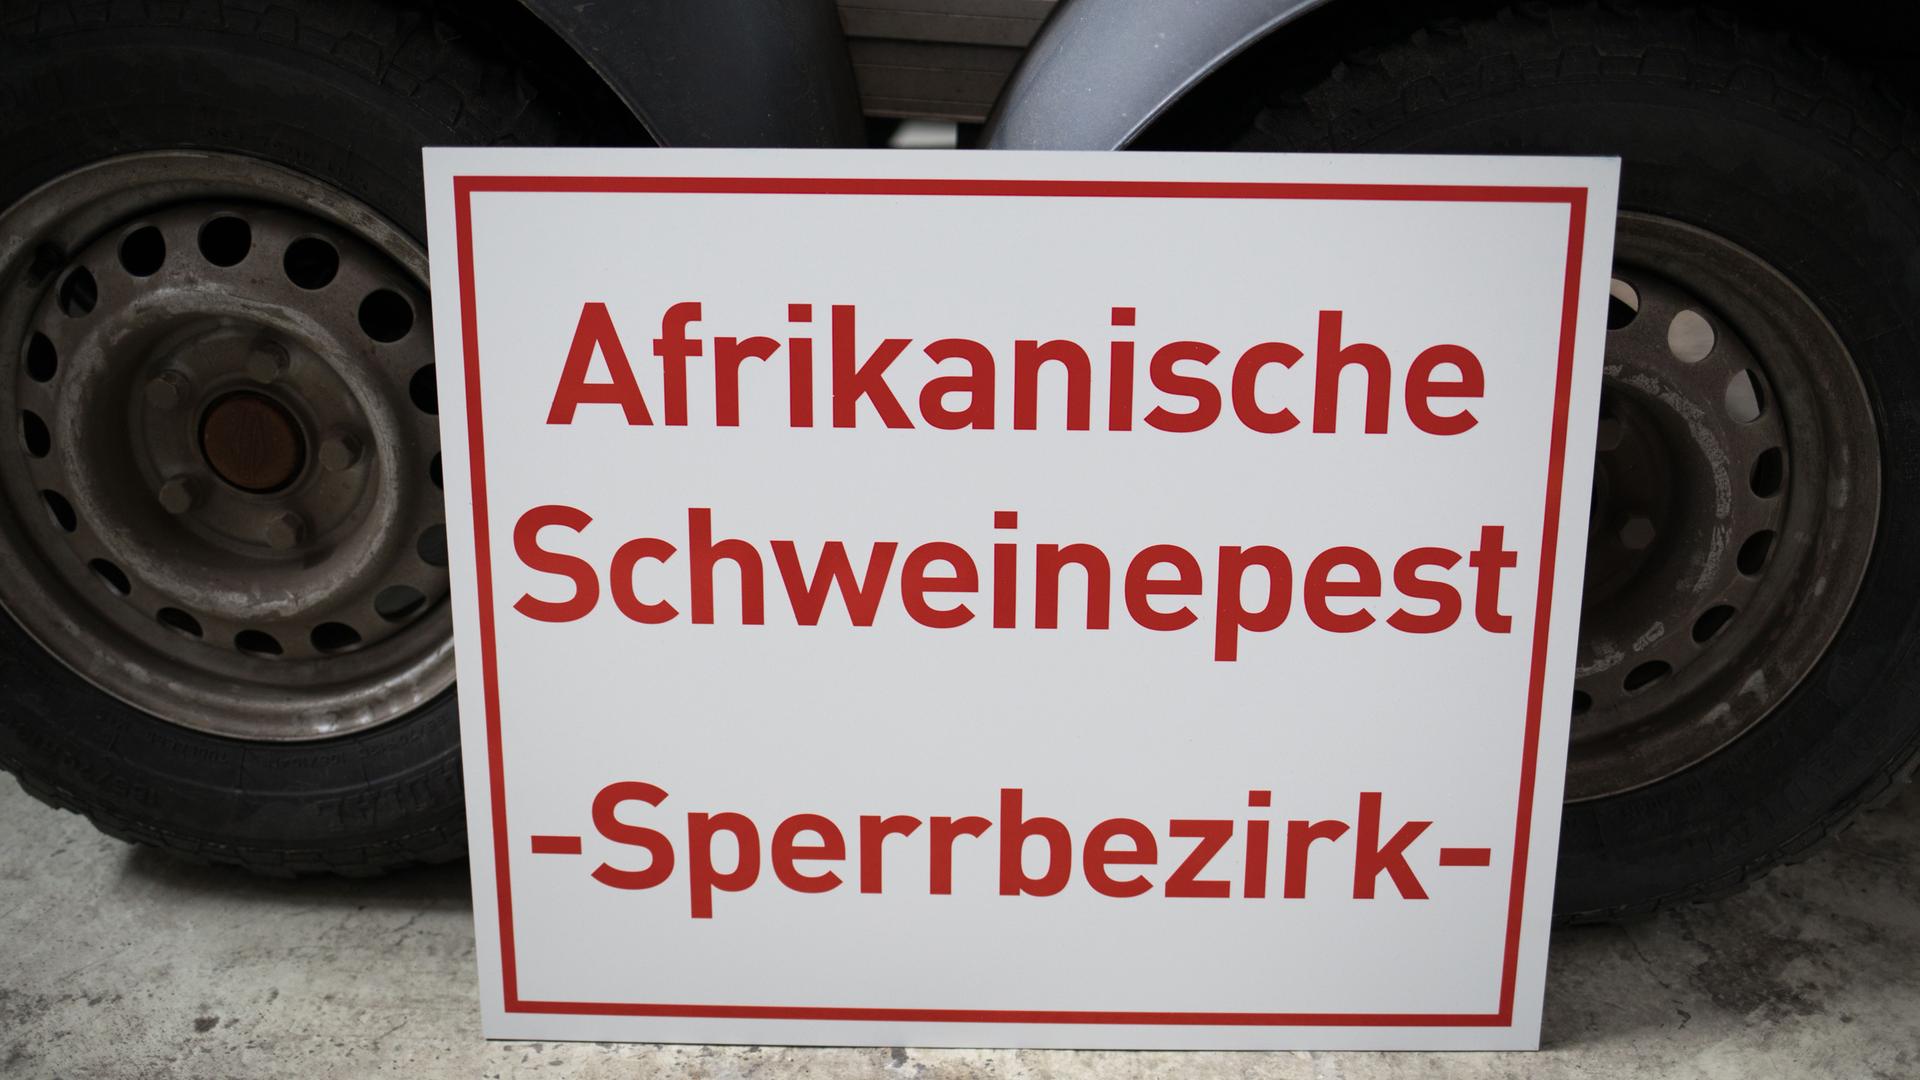 Afrikanische
Schweinepest
-Sperrbezirk-